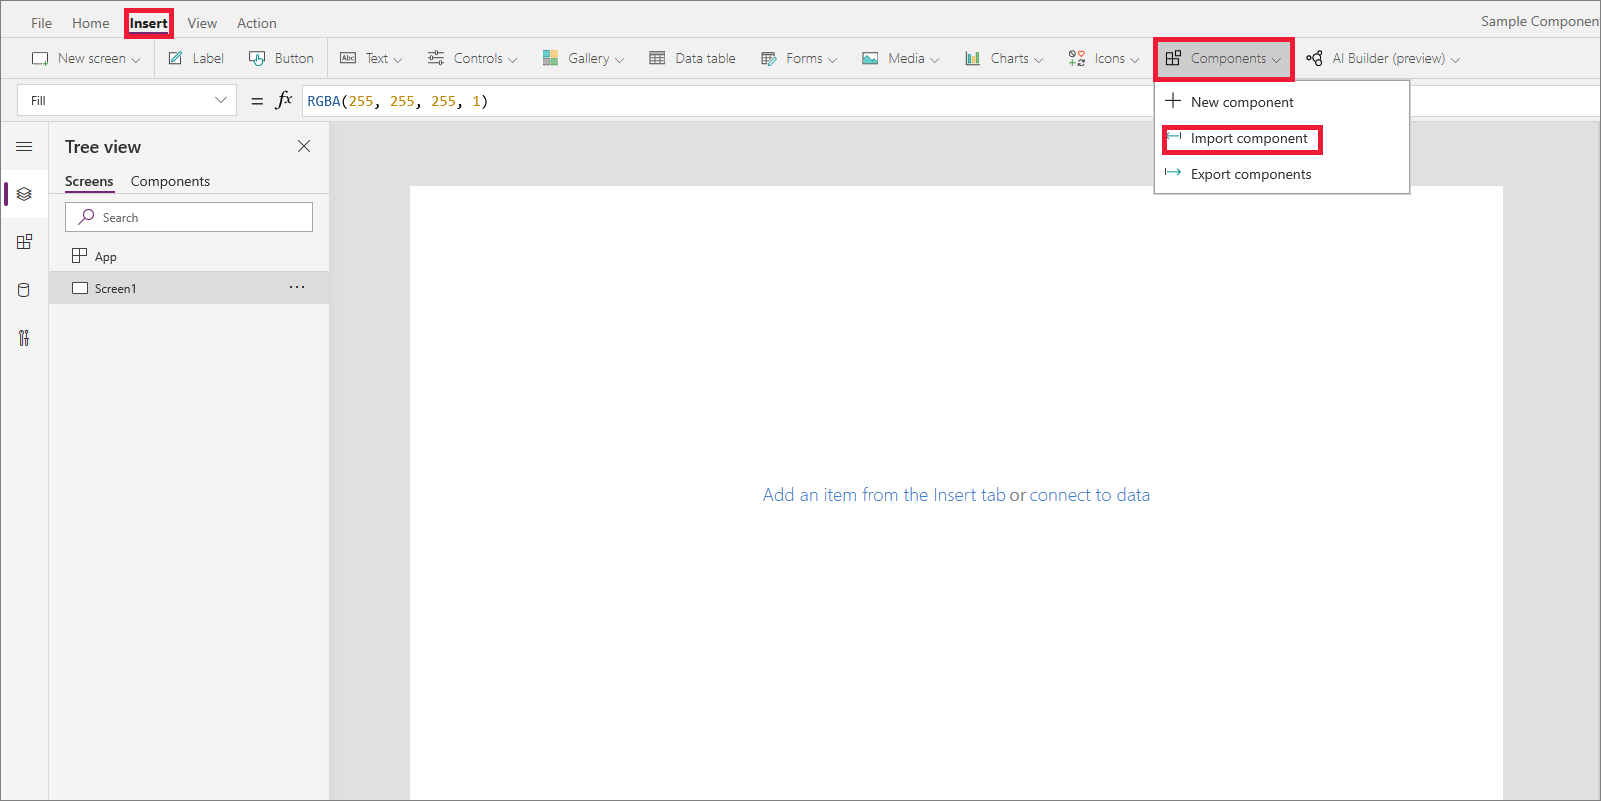 File Home Insert View Action Sample Componen
New screen Label Button Abc Text Controls Gallery Data table Forms Media Charts Icons Components AI Builder (preview)
Fill = fx RGBA(255, 255, 255, 1)
New component
Import component
Export components
Tree view
Screens Components
Search
App
Screen1 ...
Add an item from the Insert tab or connect to data